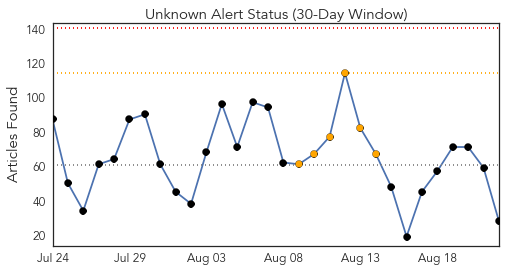 Unknown Alert Status (30-Day Window)
Articles Found
140
120
100
80
60
40
20
Jul 24 Jul 29 Aug 03 Aug 08 Aug 13 Aug 18